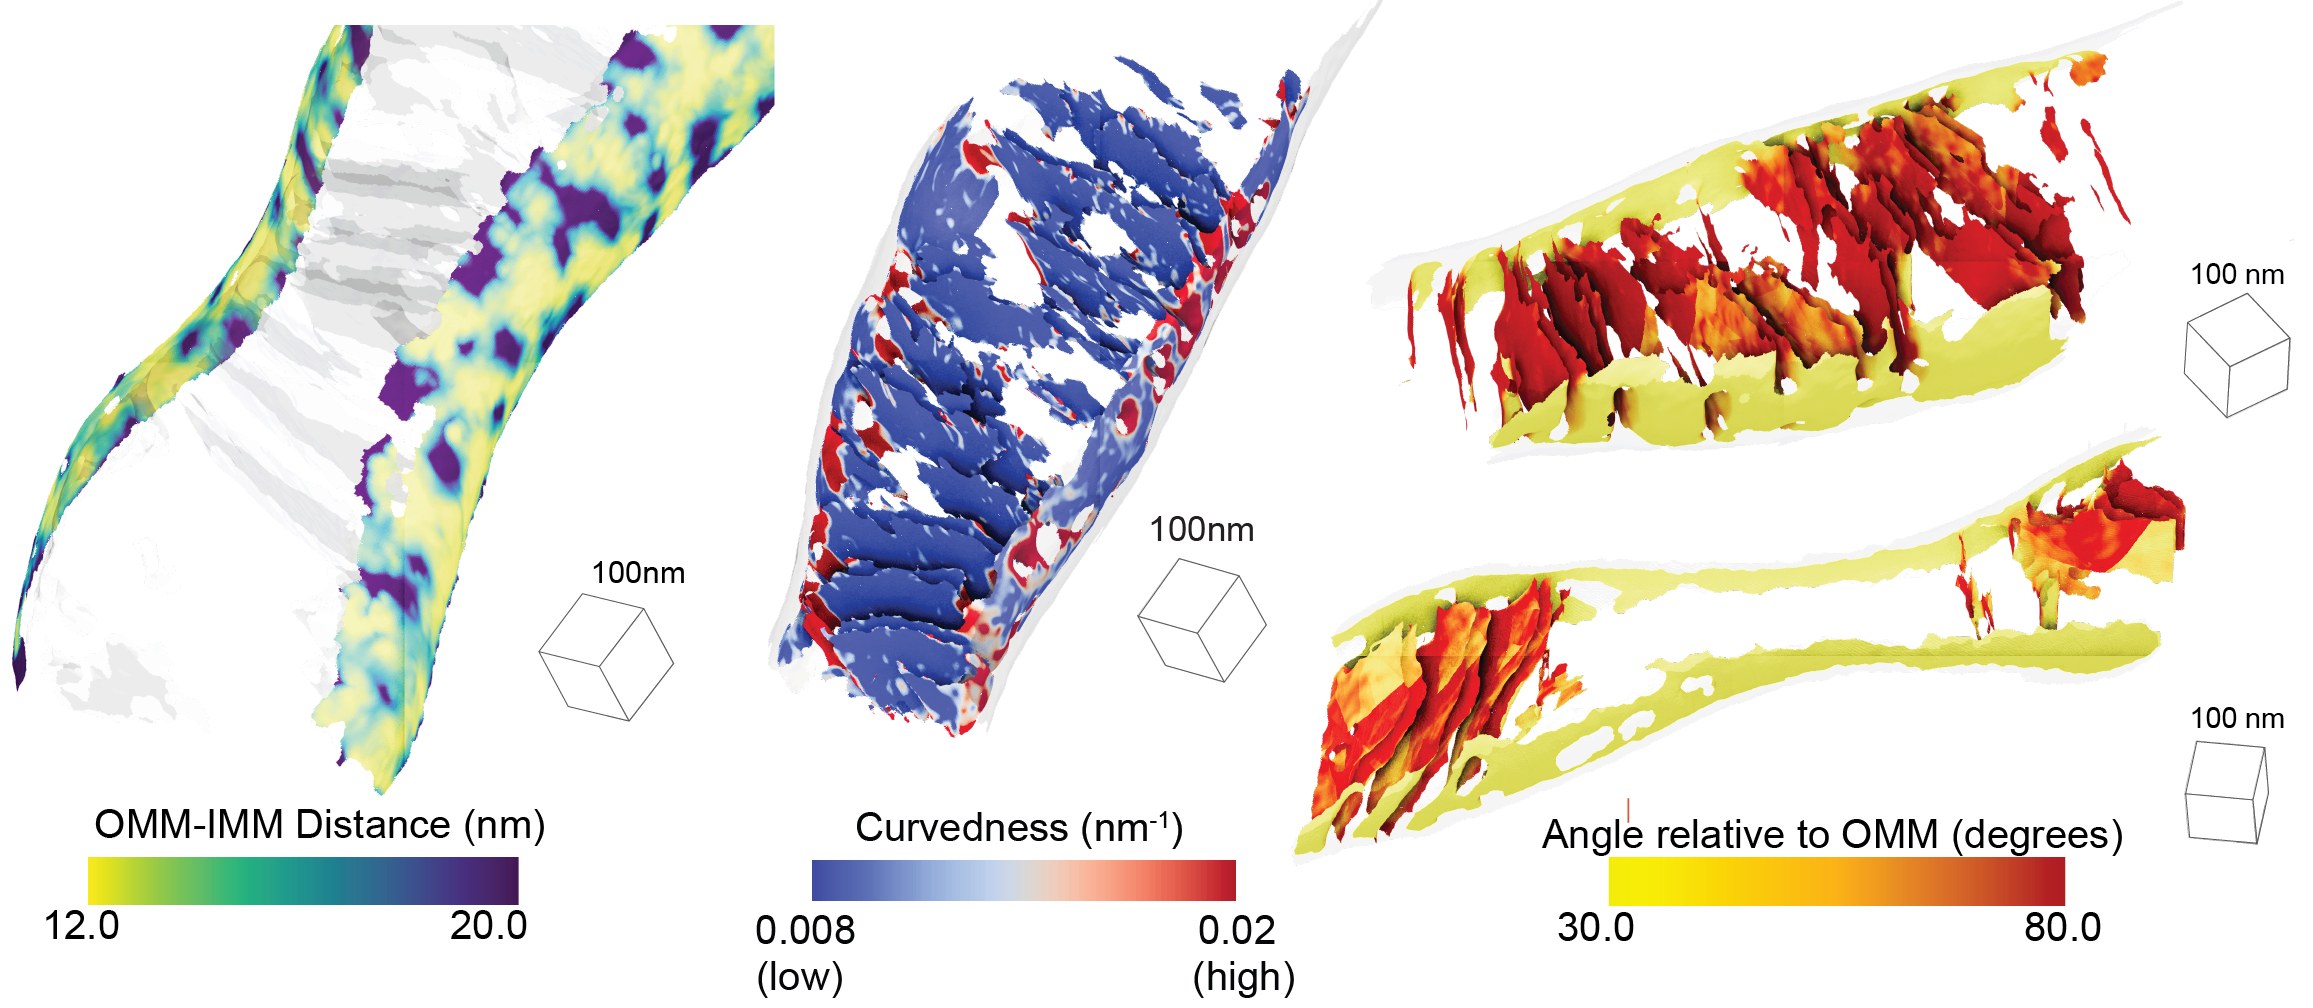 100 nm
100nm
100nm
100 nm
OMM-IMM Distance (nm)
12.0
20.0
Curvedness (nm-1)
0.008
(low)
0.02
(high)
Angle relative to OMM (degrees)
30.0
80.0